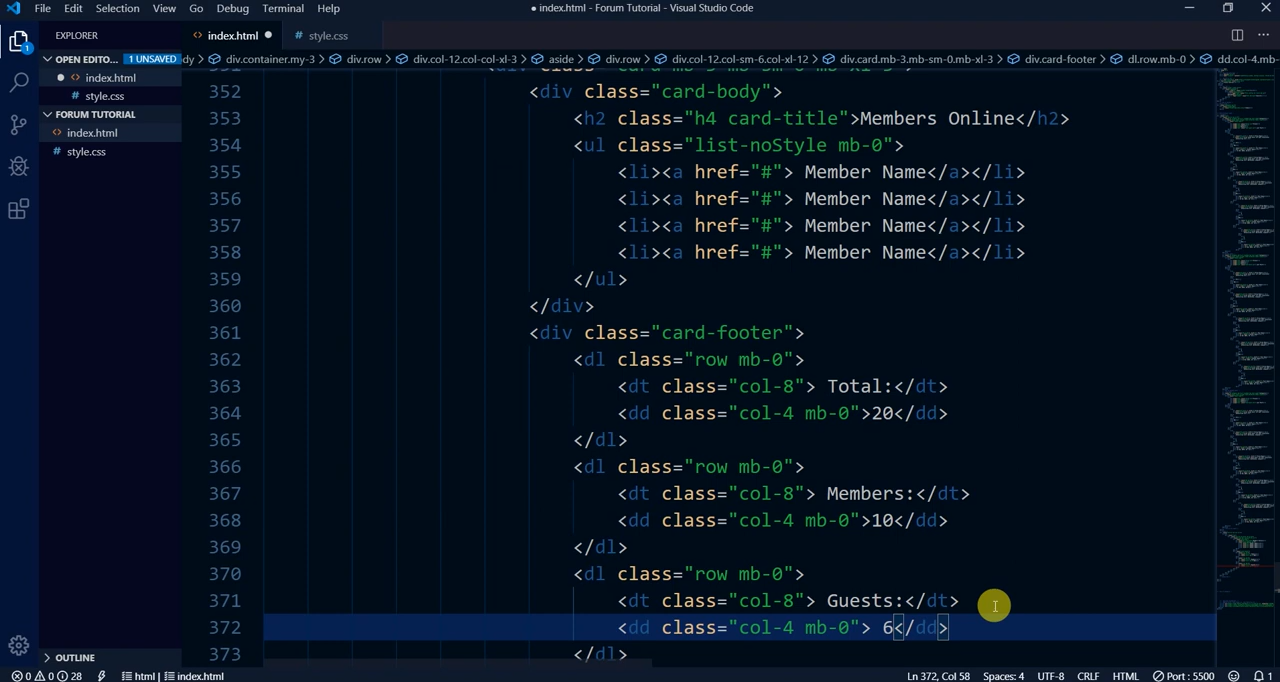 File Edit Selection View Go Debug Terminal Help
● index.html - Forum Tutorial - Visual Studio Code
EXPLORER
index.html ●
style.css
OPEN EDITO... 1 UNSAVED
dy > div.container.my-3 > div.row > div.col-12.col-col-xl-3 > aside > div.row > div.col-12.col-sm-6.col-xl-12 > div.card.mb-3.mb-sm-0.mb-xl-3 > div.card-footer > dl.row.mb-0 > dd.col-4.mb-
● index.html
# style.css
FORUM TUTORIAL
index.html
# style.css
352 <div class="card-body">
353 <h2 class="h4 card-title">Members Online</h2>
354 <ul class="list-noStyle mb-0">
355 <li><a href="#"> Member Name</a></li>
356 <li><a href="#"> Member Name</a></li>
357 <li><a href="#"> Member Name</a></li>
358 <li><a href="#"> Member Name</a></li>
359 </ul>
360 </div>
361 <div class="card-footer">
362 <dl class="row mb-0">
363 <dt class="col-8"> Total:</dt>
364 <dd class="col-4 mb-0">20</dd>
365 </dl>
366 <dl class="row mb-0">
367 <dt class="col-8"> Members:</dt>
368 <dd class="col-4 mb-0">10</dd>
369 </dl>
370 <dl class="row mb-0">
371 <dt class="col-8"> Guests:</dt>
372 <dd class="col-4 mb-0"> 6</dd>
373 </dl>
OUTLINE
0 0 28 html | index.html Ln 372, Col 58 Spaces: 4 UTF-8 CRLF HTML Port : 5500 1